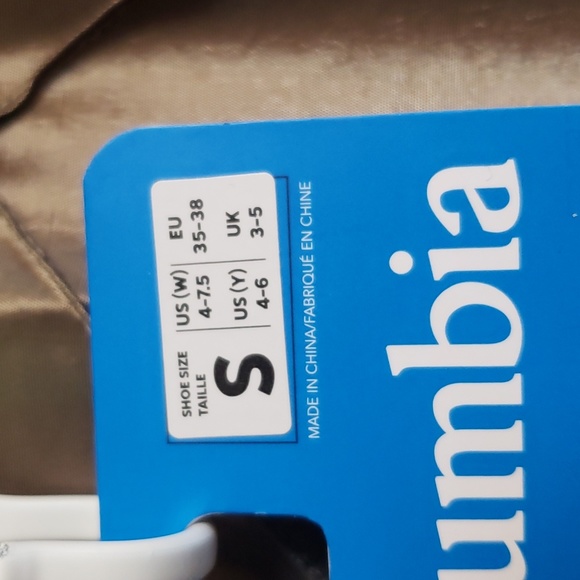 SHOE SIZE
TAILLE
S
US (W)
4-7.5
EU
35-38
US (Y)
4-6
UK
3-5
MADE IN CHINA/FABRIQUÉ EN CHINE
umbia